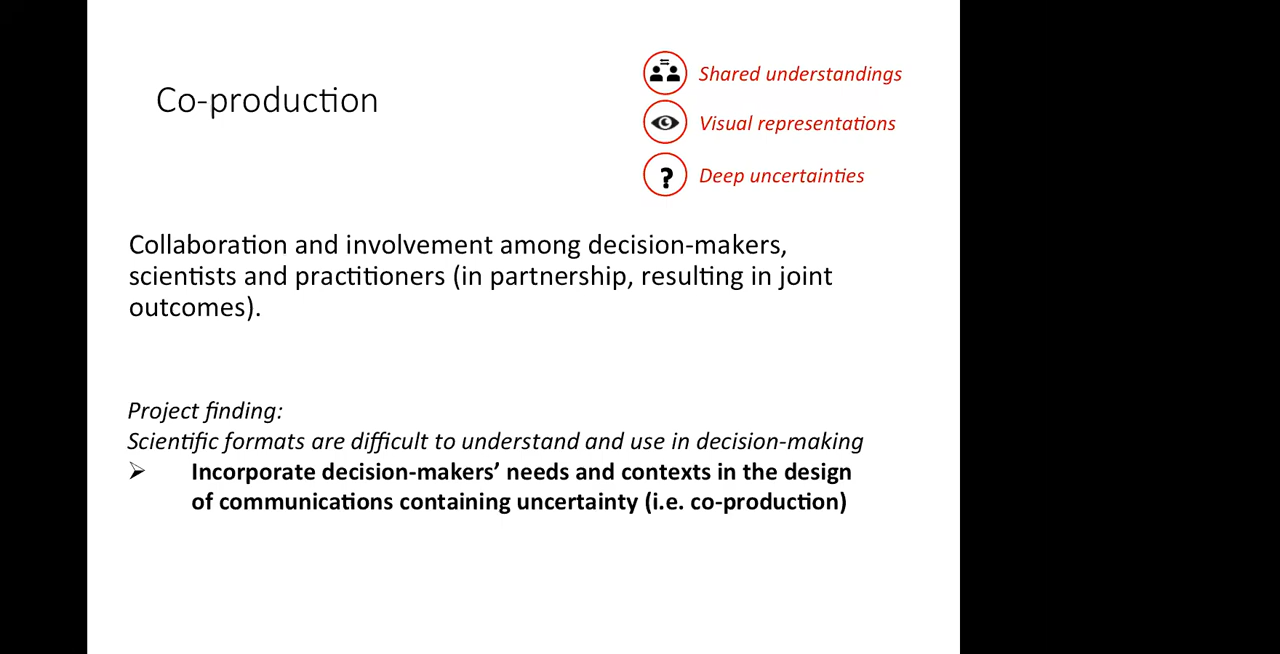 Co-production
Shared understandings
Visual representations
?
Deep uncertainties
Collaboration and involvement among decision-makers,
scientists and practitioners (in partnership, resulting in joint
outcomes).
Project finding:
Scientific formats are difficult to understand and use in decision-making
➢ Incorporate decision-makers’ needs and contexts in the design
of communications containing uncertainty (i.e. co-production)